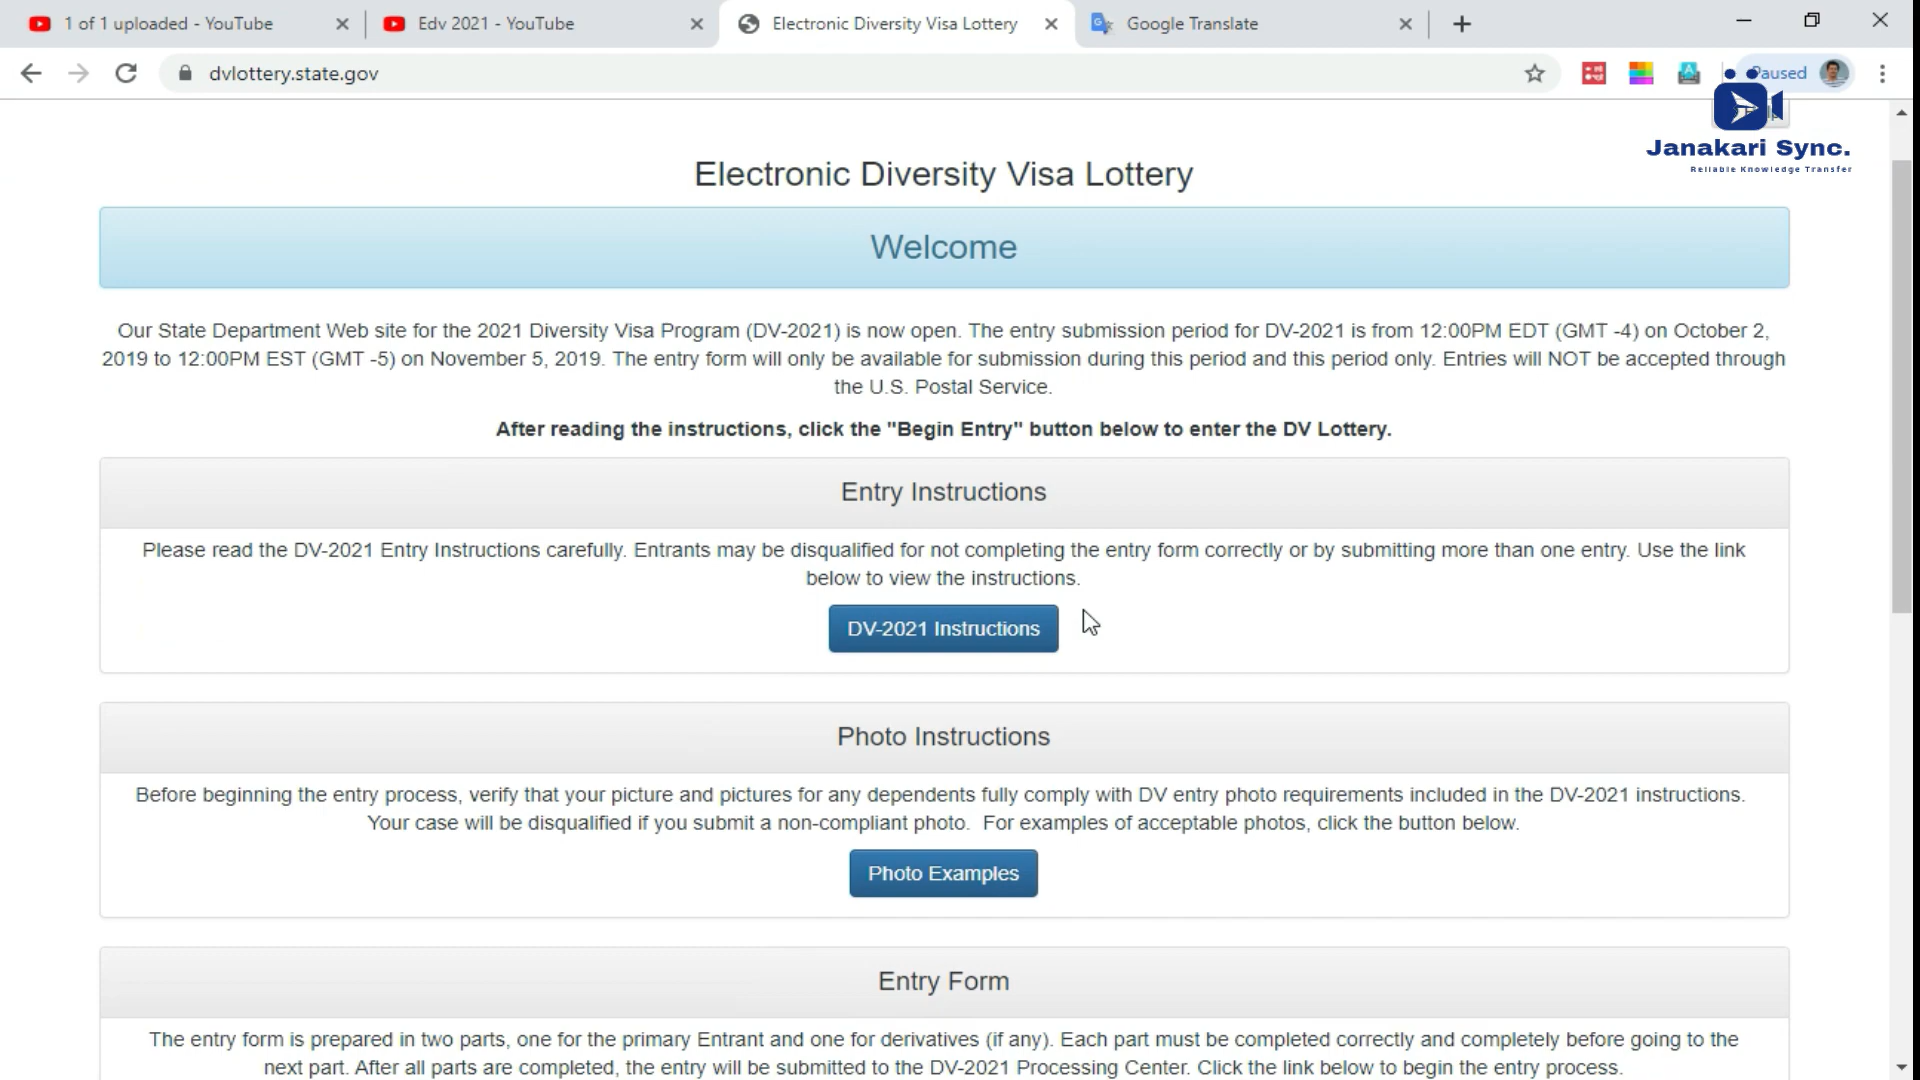 1 of 1 uploaded - YouTube
Edv 2021 - YouTube
Electronic Diversity Visa Lottery
Google Translate
dvlottery.state.gov
Paused
Janakari Sync.
Reliable Knowledge Transfer
Electronic Diversity Visa Lottery
Welcome
Our State Department Web site for the 2021 Diversity Visa Program (DV-2021) is now open. The entry submission period for DV-2021 is from 12:00PM EDT (GMT -4) on October 2,
2019 to 12:00PM EST (GMT -5) on November 5, 2019. The entry form will only be available for submission during this period and this period only. Entries will NOT be accepted through
the U.S. Postal Service.
After reading the instructions, click the "Begin Entry" button below to enter the DV Lottery.
Entry Instructions
Please read the DV-2021 Entry Instructions carefully. Entrants may be disqualified for not completing the entry form correctly or by submitting more than one entry. Use the link
below to view the instructions.
DV-2021 Instructions
Photo Instructions
Before beginning the entry process, verify that your picture and pictures for any dependents fully comply with DV entry photo requirements included in the DV-2021 instructions.
Your case will be disqualified if you submit a non-compliant photo.  For examples of acceptable photos, click the button below.
Photo Examples
Entry Form
The entry form is prepared in two parts, one for the primary Entrant and one for derivatives (if any). Each part must be completed correctly and completely before going to the
next part. After all parts are completed, the entry will be submitted to the DV-2021 Processing Center. Click the link below to begin the entry process.